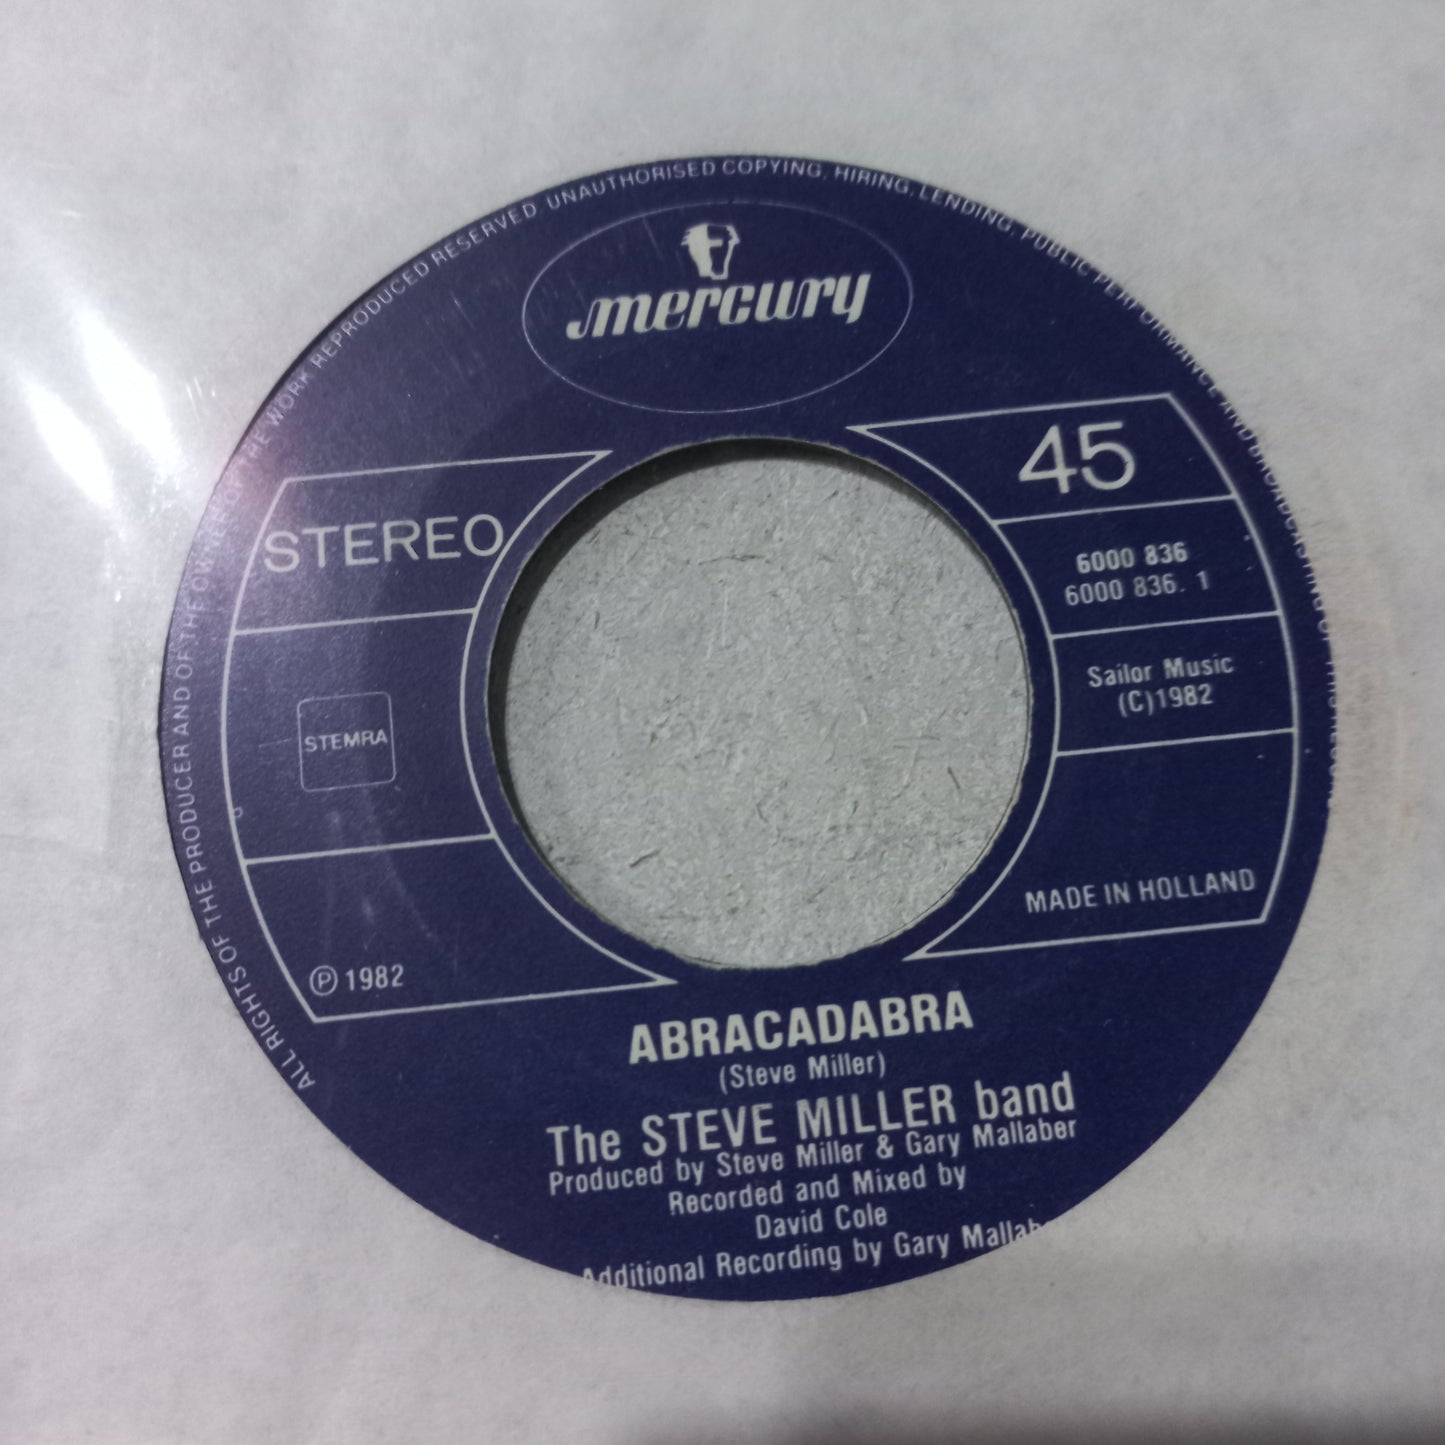 ALL RIGHTS OF THE PRODUCER AND OF THE OWNER OF THE WORK REPRODUCED RESERVED UNAUTHORISED COPYING, HIRING, LENDING, PUBLIC PERFORMANCE AND BROADCASTING OF THIS RECORD
mercury
STEREO
45
6000 836
6000 836. 1
Sailor Music
(C)1982
STEMRA
MADE IN HOLLAND
Ⓟ 1982
ABRACADABRA
(Steve Miller)
The STEVE MILLER band
Produced by Steve Miller & Gary Mallaber
Recorded and Mixed by
David Cole
Additional Recording by Gary Mallab